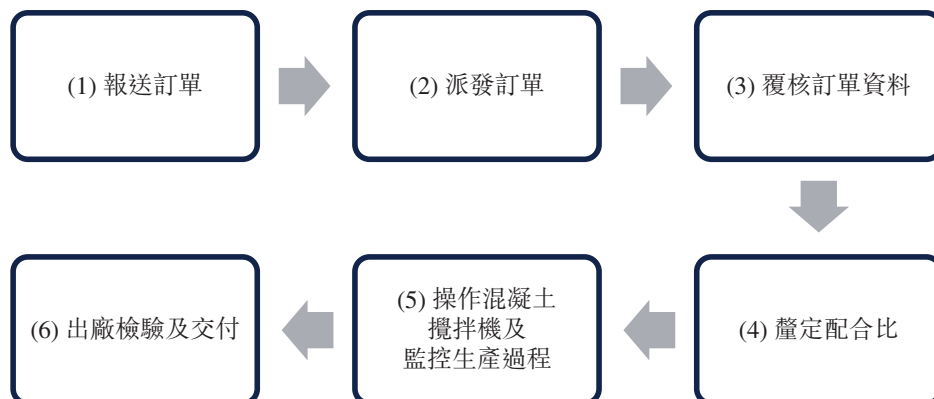 (1) 報送訂單
(2) 派發訂單
(3) 覆核訂單資料
(4) 釐定配合比
(5) 操作混凝土
攪拌機及
監控生產過程
(6) 出廠檢驗及交付